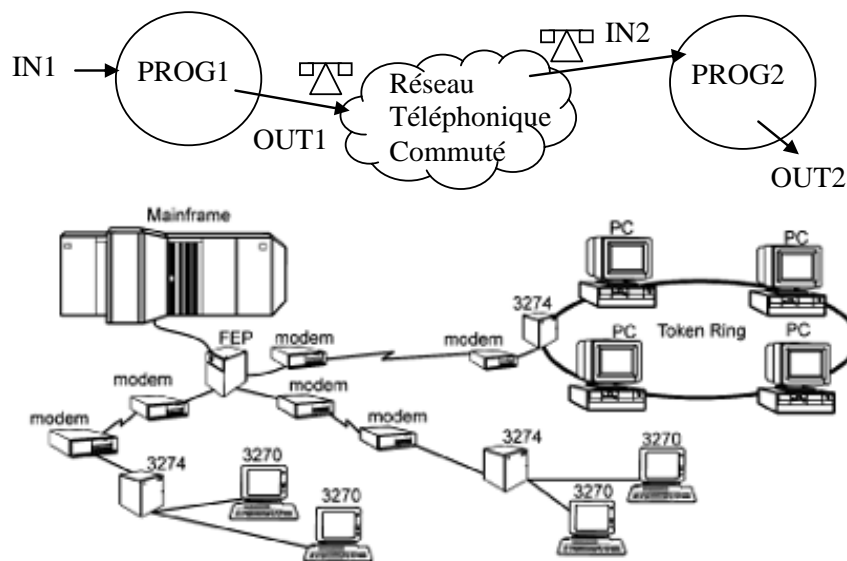 IN1
PROG1
OUT1
Réseau
Téléphonique
Commuté
IN2
PROG2
OUT2
Mainframe
FEP
modem
modem
3274
PC
PC
Token Ring
PC
modem
modem
modem
modem
3274
3270
3270
3274
3270
3270